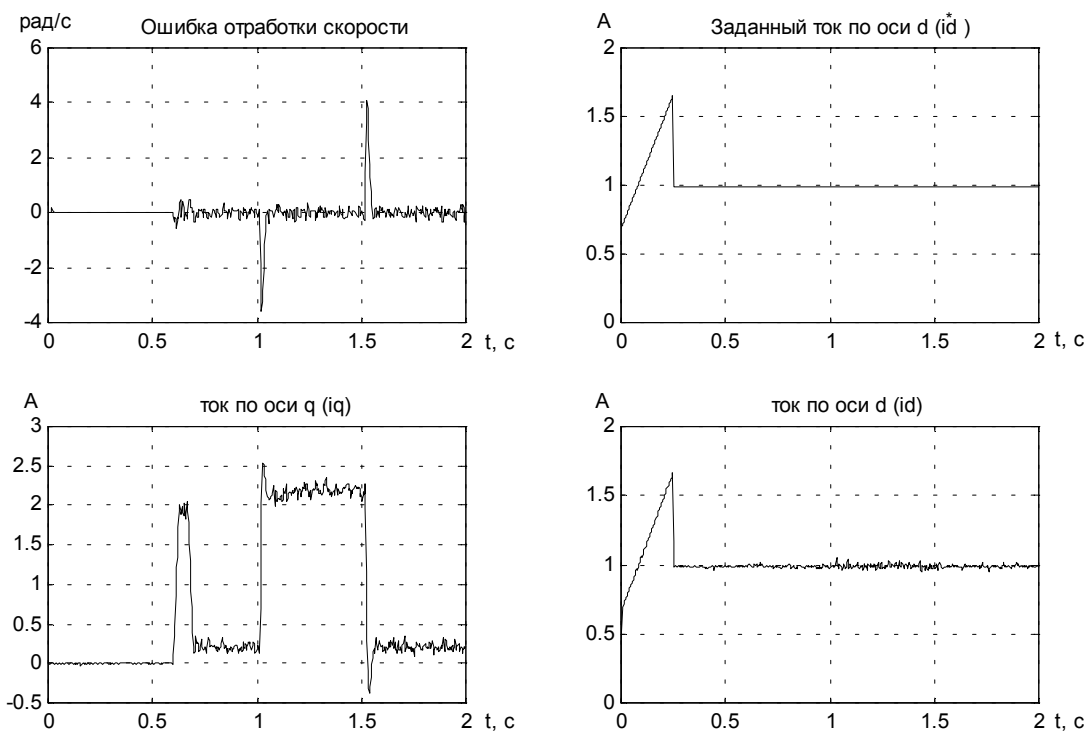 рад/с
Ошибка отработки скорости
6
4
2
0
-2
-4
0 0.5 1 1.5 2 t, с
А
Заданный ток по оси d (id* )
2
1.5
1
0.5
0
0 0.5 1 1.5 2 t, с
А
ток по оси q (iq)
3
2.5
2
1.5
1
0.5
0
-0.5
0 0.5 1 1.5 2 t, с
А
ток по оси d (id)
2
1.5
1
0.5
0
0 0.5 1 1.5 2 t, с